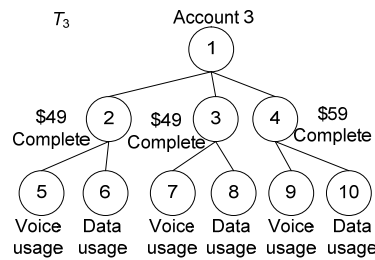 T3
Account 3
1
$49
Complete
2
$49
Complete
3
4
$59
Complete
5
6
7
8
9
10
Voice
usage
Data
usage
Voice
usage
Data
usage
Voice
usage
Data
usage